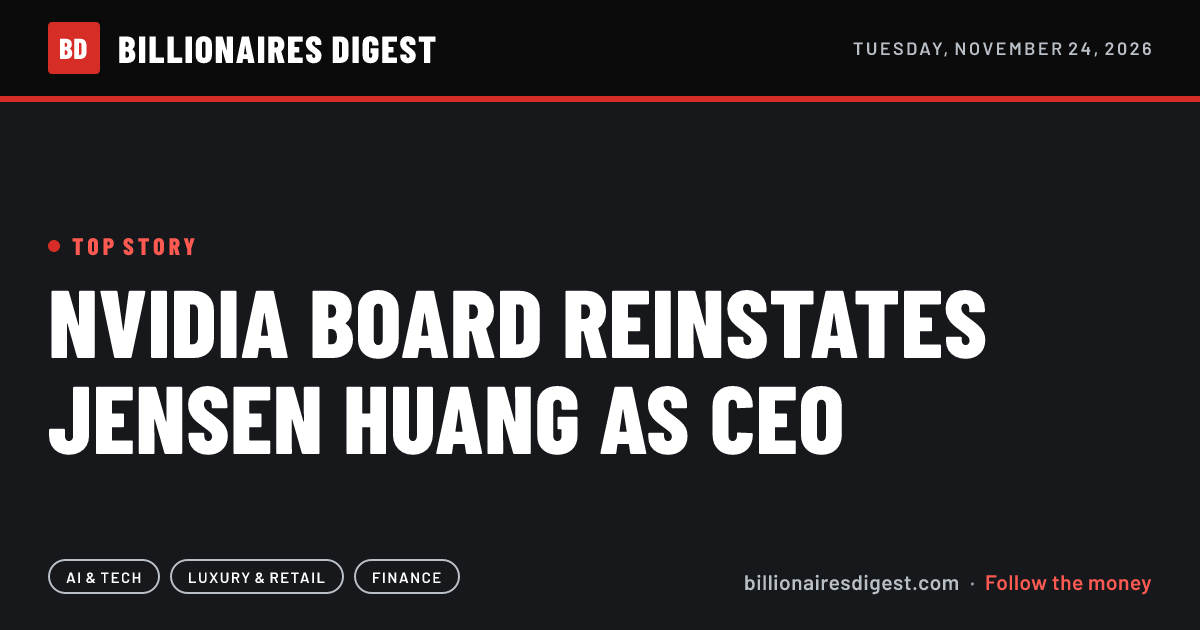 BD
BILLIONAIRES DIGEST
TUESDAY, NOVEMBER 24, 2026
TOP STORY
NVIDIA BOARD REINSTATES
JENSEN HUANG AS CEO
AI & TECH
LUXURY & RETAIL
FINANCE
billionairesdigest.com · Follow the money